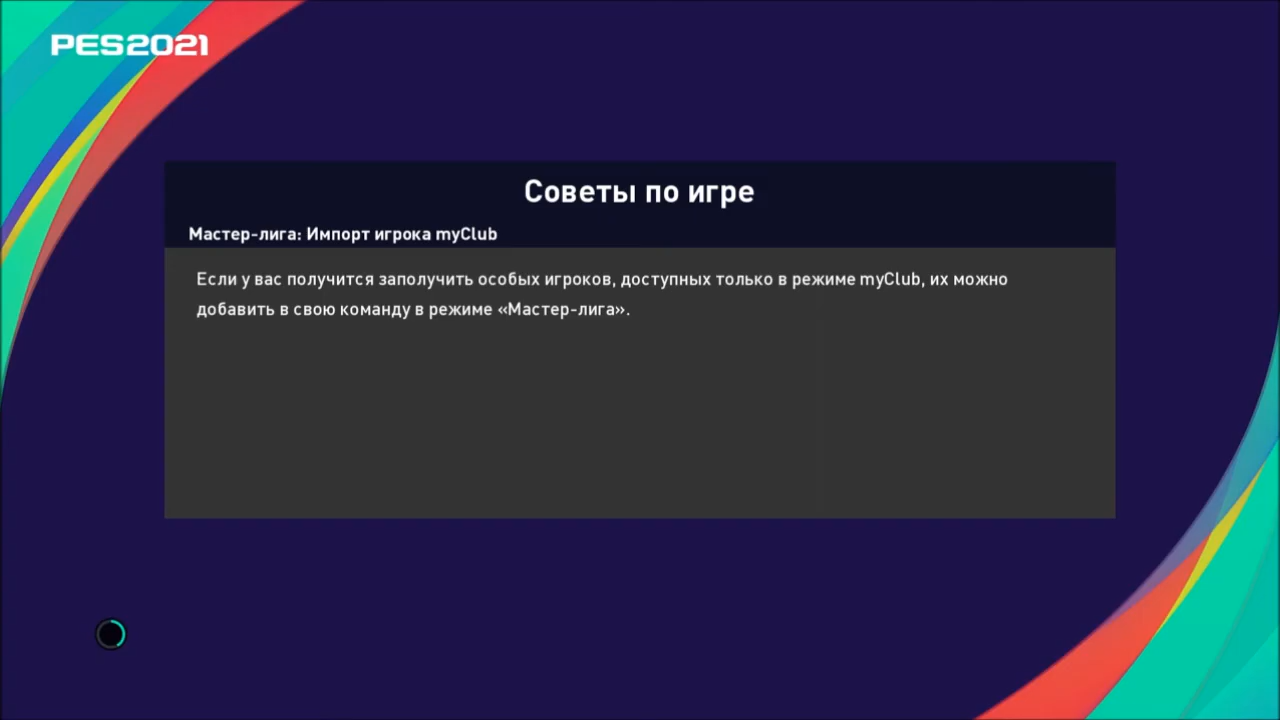 PES2021
Советы по игре
Мастер-лига: Импорт игрока myClub
Если у вас получится заполучить особых игроков, доступных только в режиме myClub, их можно
добавить в свою команду в режиме «Мастер-лига».